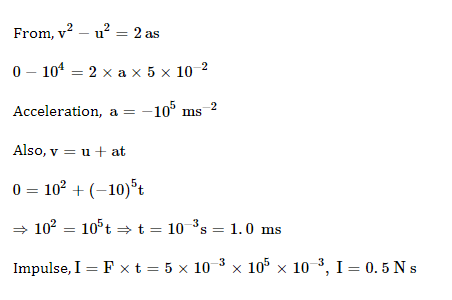 From, v² − u² = 2 as
0 − 10⁴ = 2 × a × 5 × 10⁻²
Acceleration, a = −10⁵ ms⁻²
Also, v = u + at
0 = 10² + (−10)⁵t
⇒ 10² = 10⁵t ⇒ t = 10⁻³s = 1.0 ms
Impulse, I = F × t = 5 × 10⁻³ × 10⁵ × 10⁻³, I = 0.5 N s